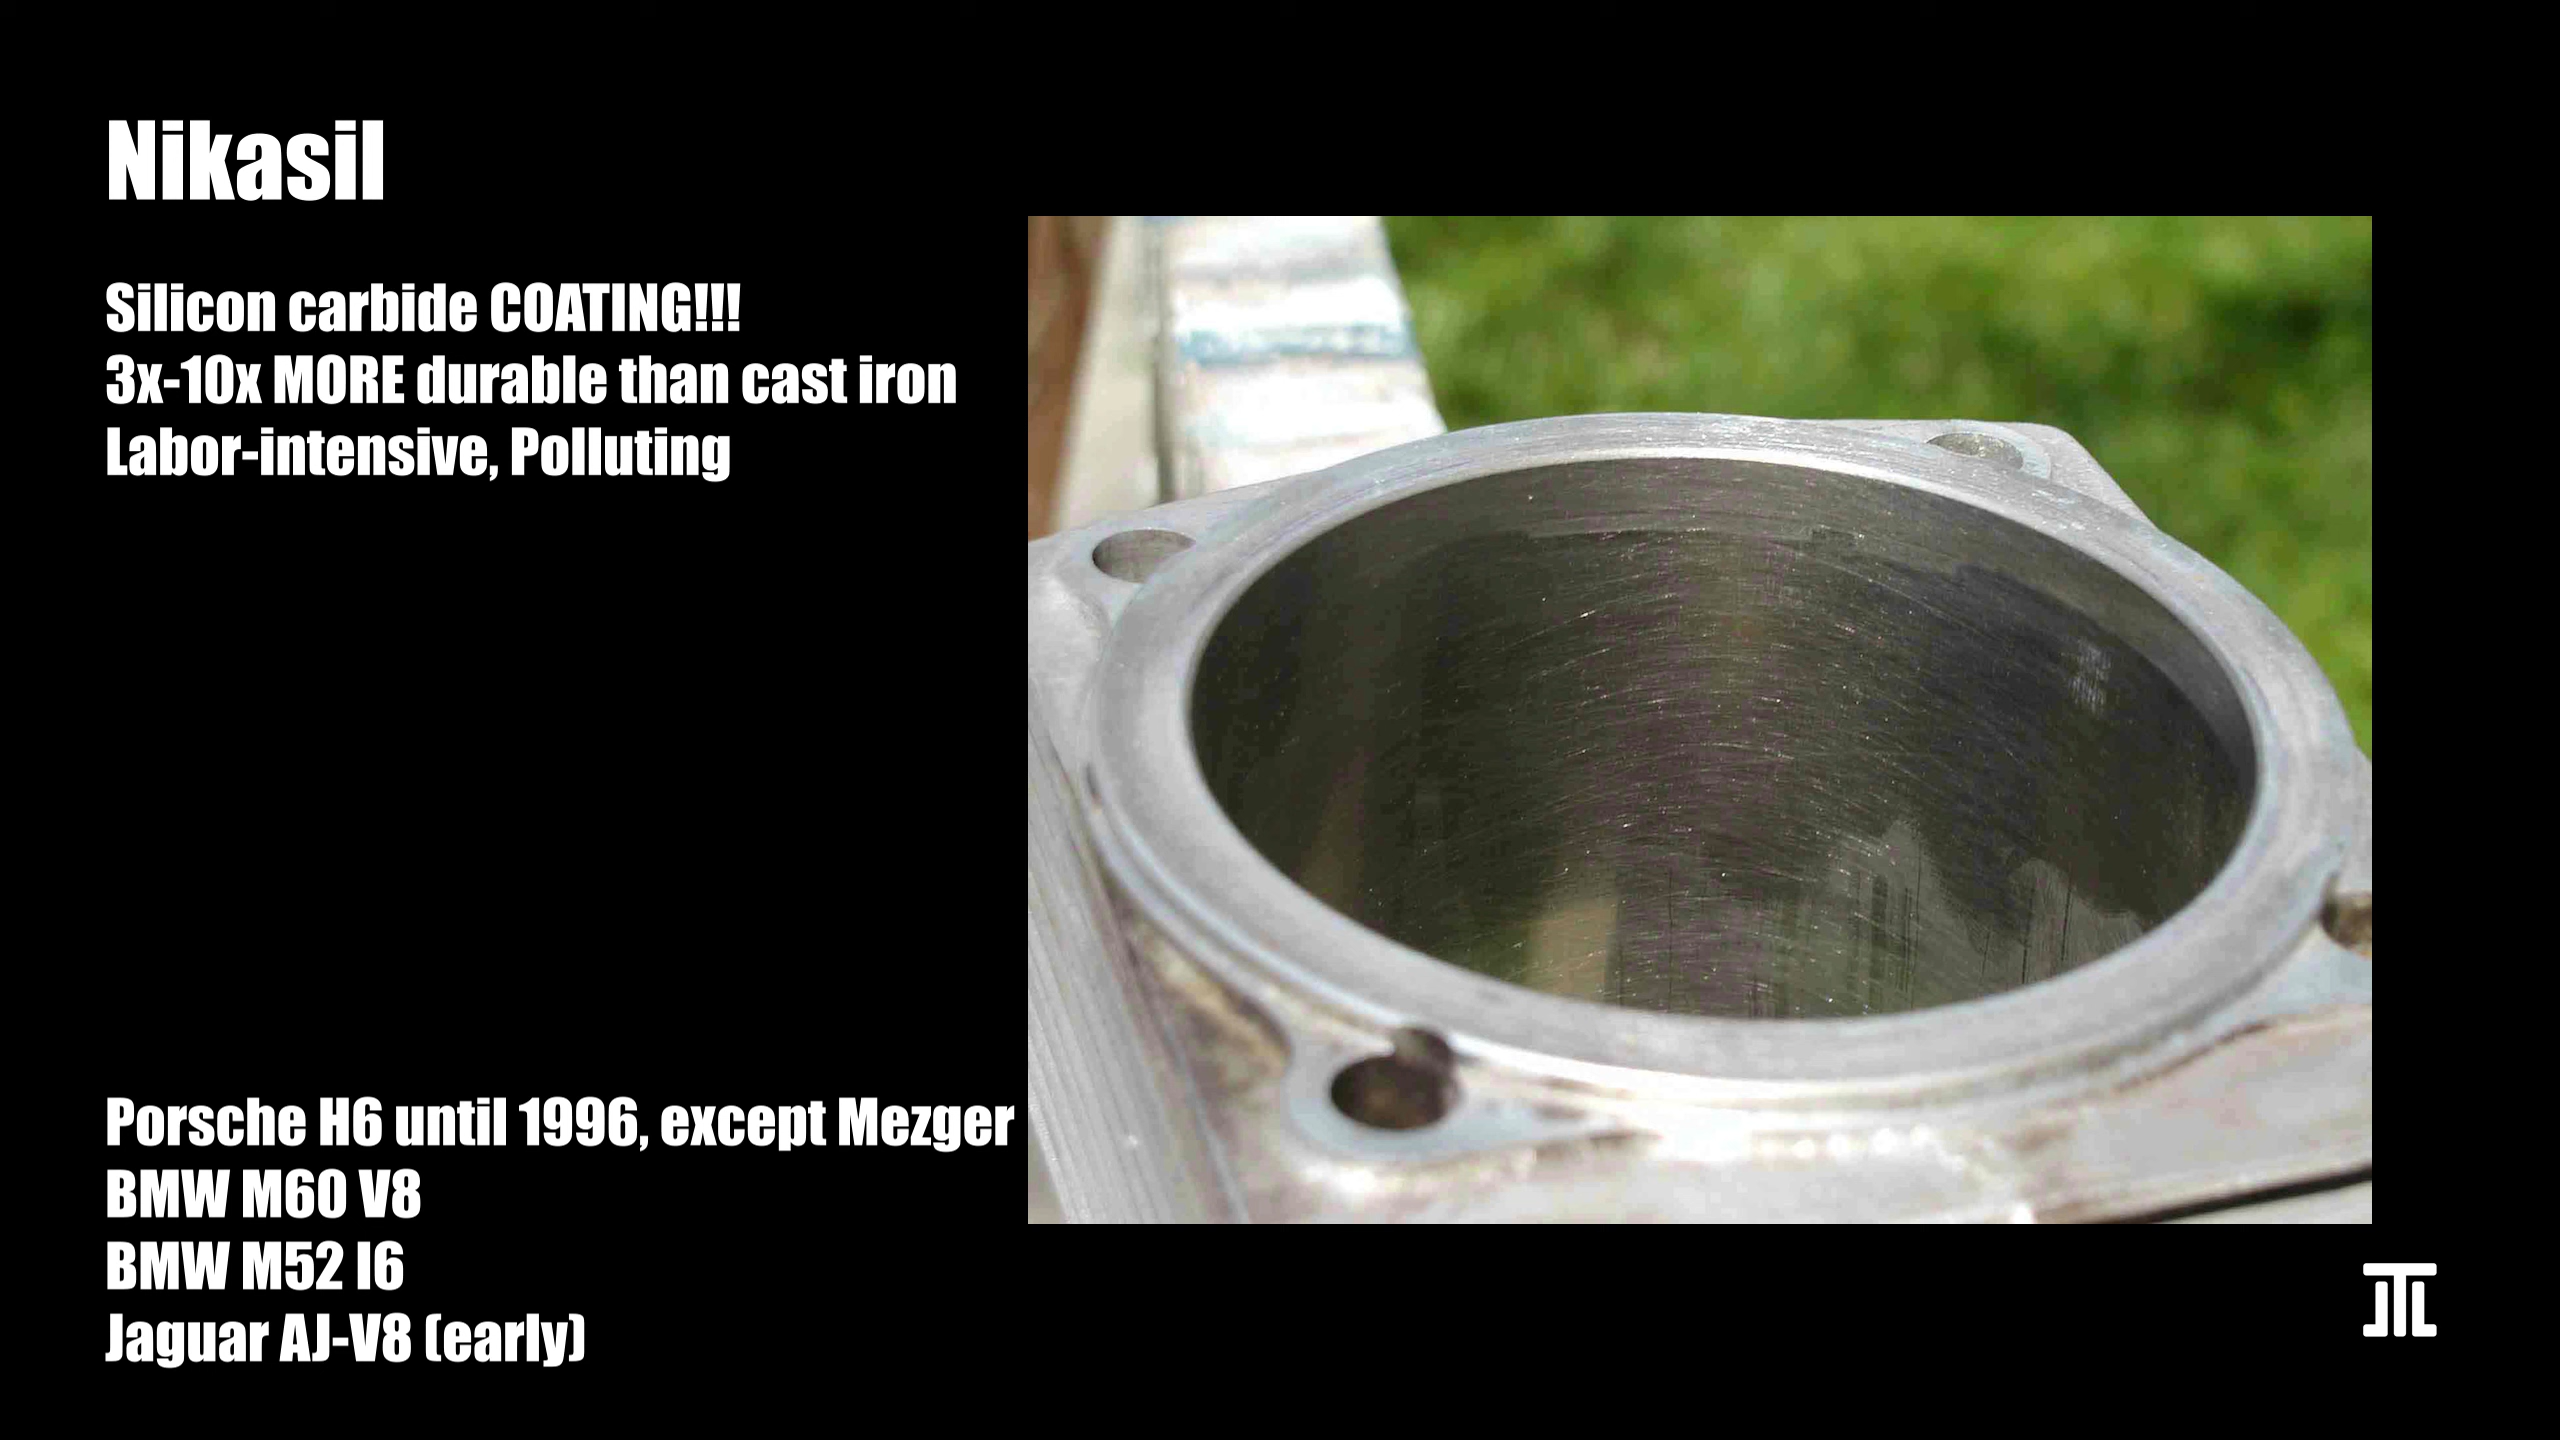 Nikasil
Silicon carbide COATING!!!
3x-10x MORE durable than cast iron
Labor-intensive, Polluting
Porsche H6 until 1996, except Mezger
BMW M60 V8
BMW M52 I6
Jaguar AJ-V8 (early)